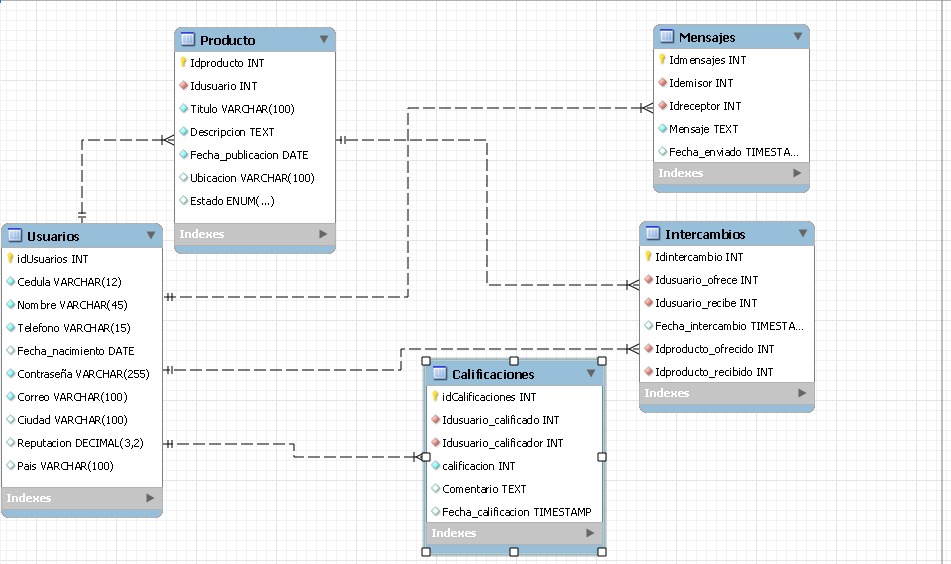 Producto
Idproducto INT
Idusuario INT
Titulo VARCHAR(100)
Descripcion TEXT
Fecha_publicacion DATE
Ubicacion VARCHAR(100)
Estado ENUM(...)
Indexes
Mensajes
Idmensajes INT
Idemisor INT
Idreceptor INT
Mensaje TEXT
Fecha_enviado TIMESTA...
Indexes
Usuarios
idUsuarios INT
Cedula VARCHAR(12)
Nombre VARCHAR(45)
Telefono VARCHAR(15)
Fecha_nacimiento DATE
Contraseña VARCHAR(255)
Correo VARCHAR(100)
Ciudad VARCHAR(100)
Reputacion DECIMAL(3,2)
Pais VARCHAR(100)
Indexes
Intercambios
Idintercambio INT
Idusuario_ofrece INT
Idusuario_recibe INT
Fecha_intercambio TIMESTA...
Idproducto_ofrecido INT
Idproducto_recibido INT
Indexes
Calificaciones
idCalificaciones INT
Idusuario_calificado INT
Idusuario_calificador INT
calificacion INT
Comentario TEXT
Fecha_calificacion TIMESTAMP
Indexes